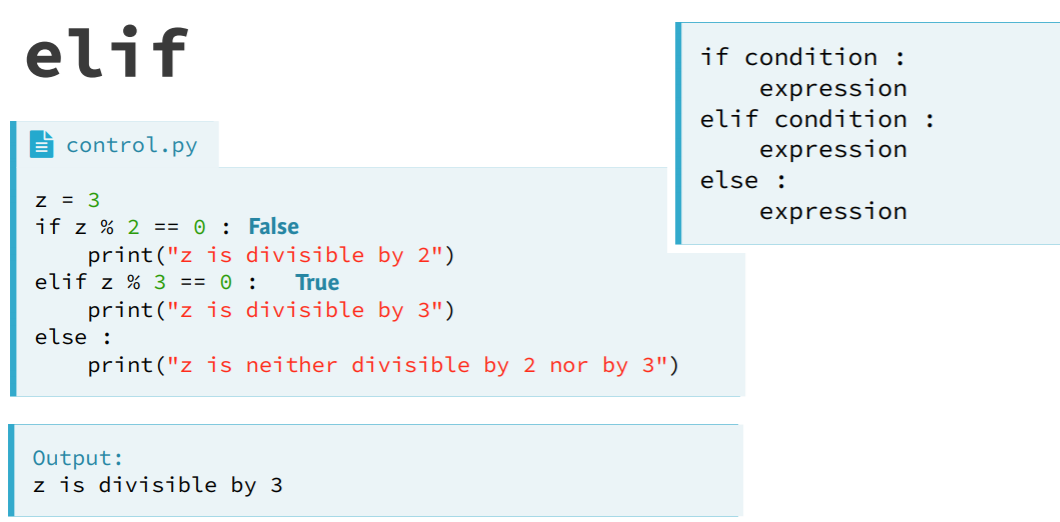 elif
control.py
z = 3
if z % 2 == 0 : False
    print("z is divisible by 2")
elif z % 3 == 0 : True
    print("z is divisible by 3")
else :
    print("z is neither divisible by 2 nor by 3")
Output:
z is divisible by 3
if condition :
    expression
elif condition :
    expression
else :
    expression